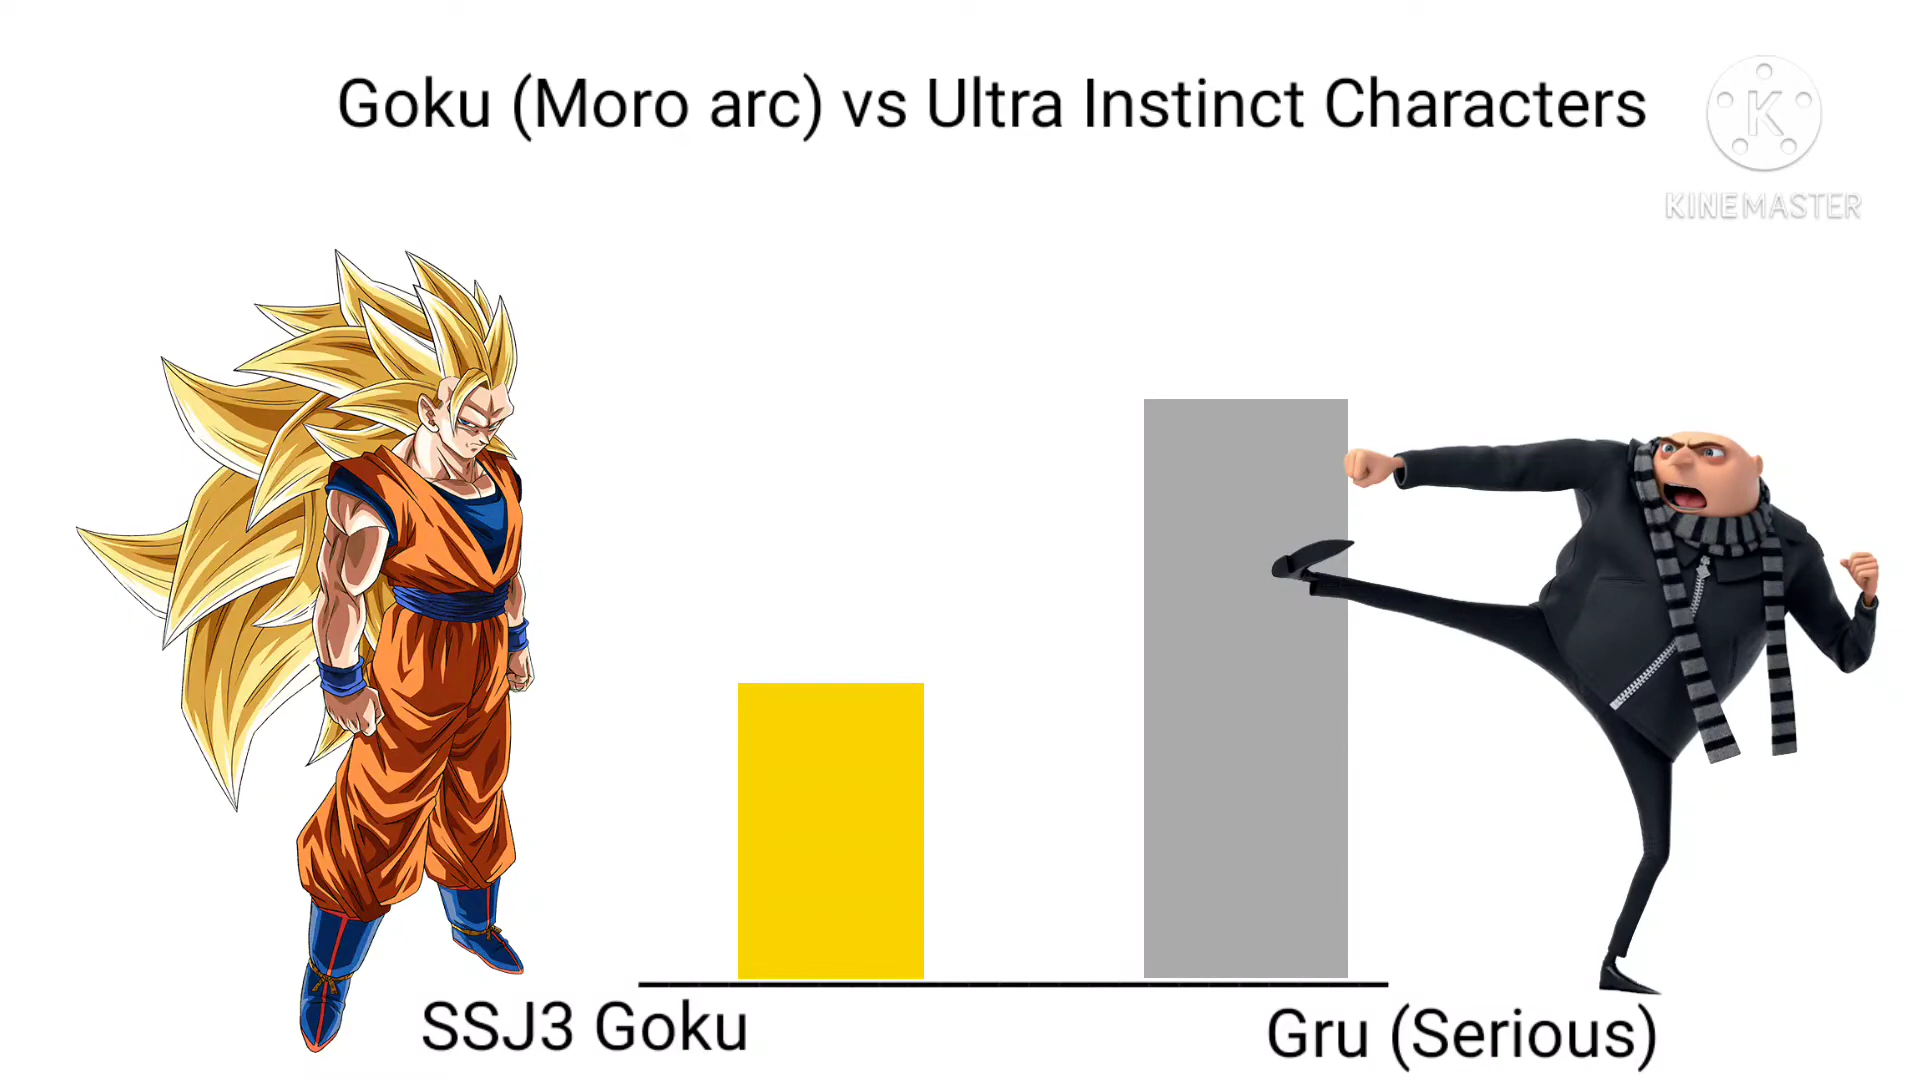 Goku (Moro arc) vs Ultra Instinct Characters
K
KINEMASTER
SSJ3 Goku
Gru (Serious)